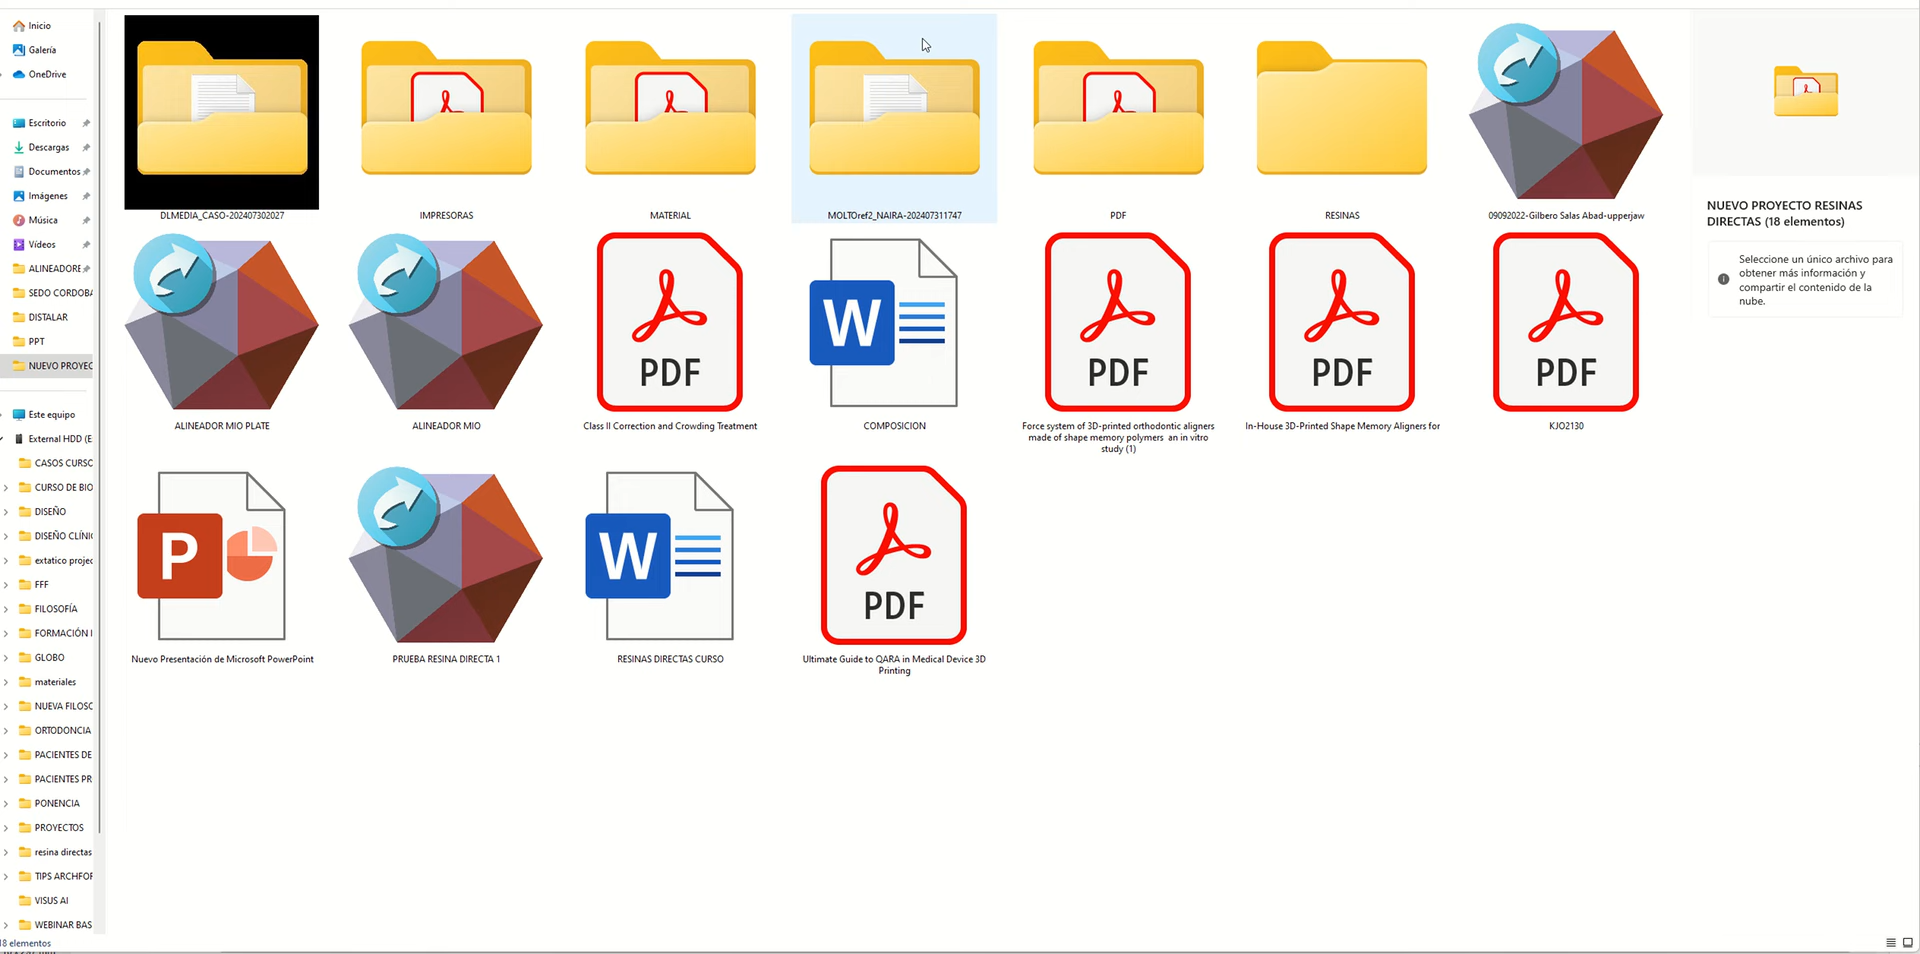 Inicio
Galería
OneDrive
Escritorio
Descargas
Documentos
Imágenes
Música
Vídeos
ALINEADORE
SEDO CORDOBA
DISTALAR
PPT
NUEVO PROYEC
Este equipo
External HDD (E
CASOS CURSO
CURSO DE BIO
DISEÑO
DISEÑO CLÍNI
extatico projec
FFF
FILOSOFÍA
FORMACIÓN I
GLOBO
materiales
NUEVA FILOSO
ORTODONCIA
PACIENTES DE
PACIENTES PR
PONENCIA
PROYECTOS
resina directas
TIPS ARCHFOR
VISUS AI
WEBINAR BAS
18 elementos
DLMEDIA_CASO-202407302027
IMPRESORAS
MATERIAL
MOLTOref2_NAIRA-202407311747
PDF
RESINAS
09092022-Gilbero Salas Abad-upperjaw
ALINEADOR MIO PLATE
ALINEADOR MIO
PDF
Class II Correction and Crowding Treatment
W
COMPOSICION
PDF
Force system of 3D-printed orthodontic aligners
made of shape memory polymers an in vitro
study (1)
PDF
In-House 3D-Printed Shape Memory Aligners for
PDF
KJO2130
P
Nuevo Presentación de Microsoft PowerPoint
PRUEBA RESINA DIRECTA 1
W
RESINAS DIRECTAS CURSO
PDF
Ultimate Guide to QARA in Medical Device 3D
Printing
NUEVO PROYECTO RESINAS
DIRECTAS (18 elementos)
Seleccione un único archivo para
obtener más información y
compartir el contenido de la
nube.